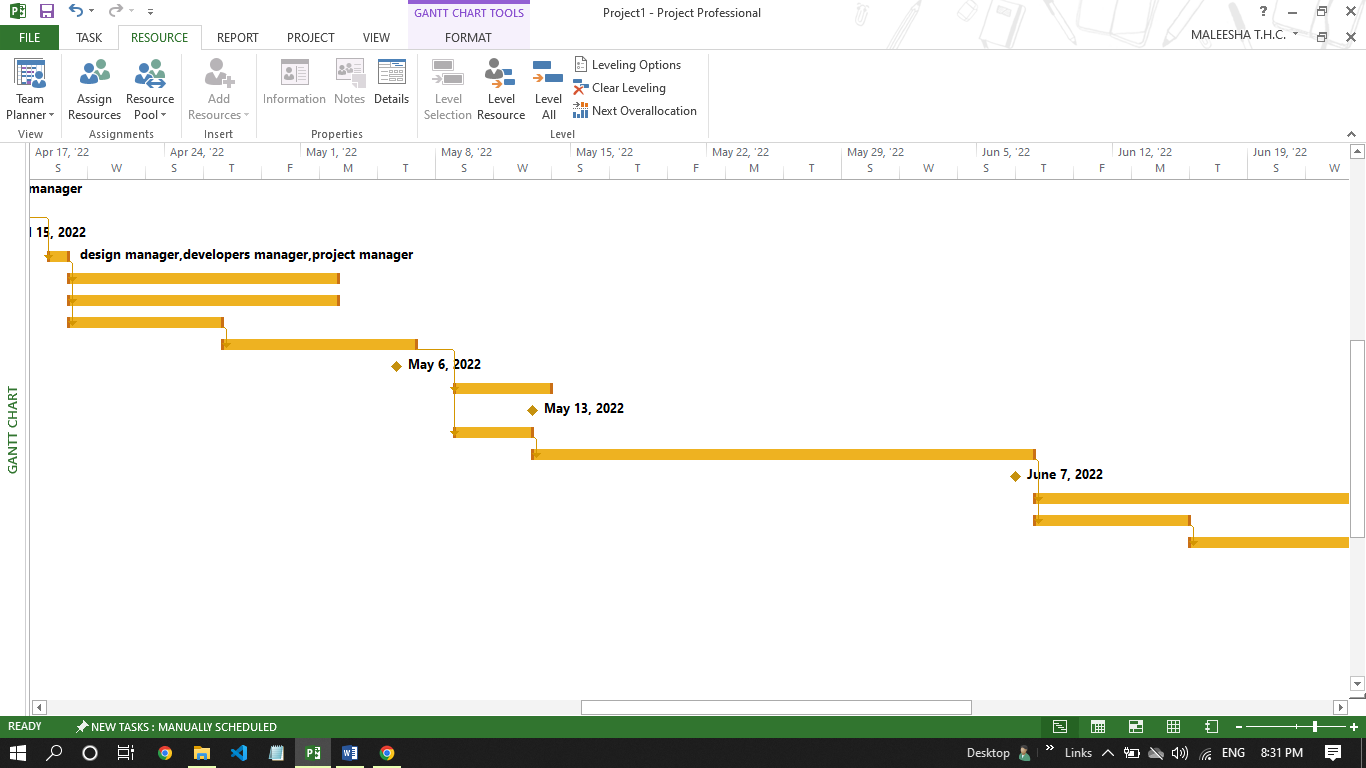 GANTT CHART TOOLS
Project1 - Project Professional
?
FILE TASK RESOURCE REPORT PROJECT VIEW FORMAT
MALEESHA T.H.C.
Team Planner
Assign Resources
Resource Pool
Add Resources
Information
Notes
Details
Level Selection
Level Resource
Level All
Leveling Options
Clear Leveling
Next Overallocation
View Assignments Insert Properties Level
Apr 17, '22 Apr 24, '22 May 1, '22 May 8, '22 May 15, '22 May 22, '22 May 29, '22 Jun 5, '22 Jun 12, '22 Jun 19, '22
S W S T F M T S W S T F M T S W S T F M T S W
manager
15, 2022
design manager,developers manager,project manager
May 6, 2022
May 13, 2022
June 7, 2022
GANTT CHART
READY NEW TASKS : MANUALLY SCHEDULED
Desktop Links ENG 8:31 PM